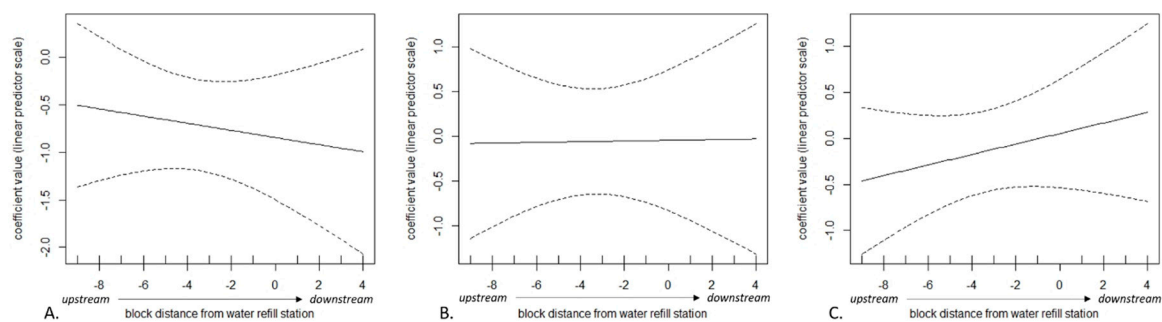 coefficient value (linear predictor scale)
0.0
-0.5
-1.0
-1.5
-2.0
-8 -6 -4 -2 0 2 4
upstream downstream
A. block distance from water refill station
coefficient value (linear predictor scale)
1.0
0.5
0.0
-0.5
-1.0
-8 -6 -4 -2 0 2 4
upstream downstream
B. block distance from water refill station
coefficient value (linear predictor scale)
1.0
0.5
0.0
-0.5
-1.0
-8 -6 -4 -2 0 2 4
upstream downstream
C. block distance from water refill station